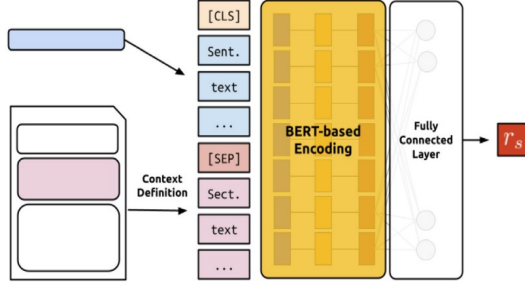 [CLS]
Sent.
text
...
[SEP]
Sect.
text
...
Context
Definition
BERT-based
Encoding
Fully
Connected
Layer
r_s